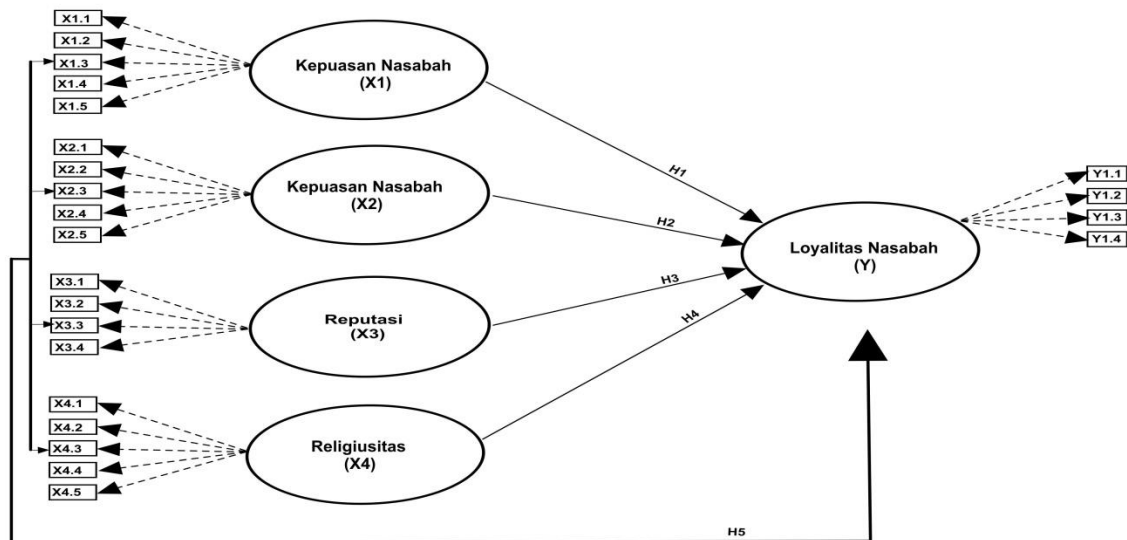 X1.1
X1.2
X1.3
X1.4
X1.5
Kepuasan Nasabah
(X1)
H1
X2.1
X2.2
X2.3
X2.4
X2.5
Kepuasan Nasabah
(X2)
H2
Y1.1
Y1.2
Y1.3
Y1.4
Loyalitas Nasabah
(Y)
X3.1
X3.2
X3.3
X3.4
Reputasi
(X3)
H3
H4
X4.1
X4.2
X4.3
X4.4
X4.5
Religiusitas
(X4)
H5